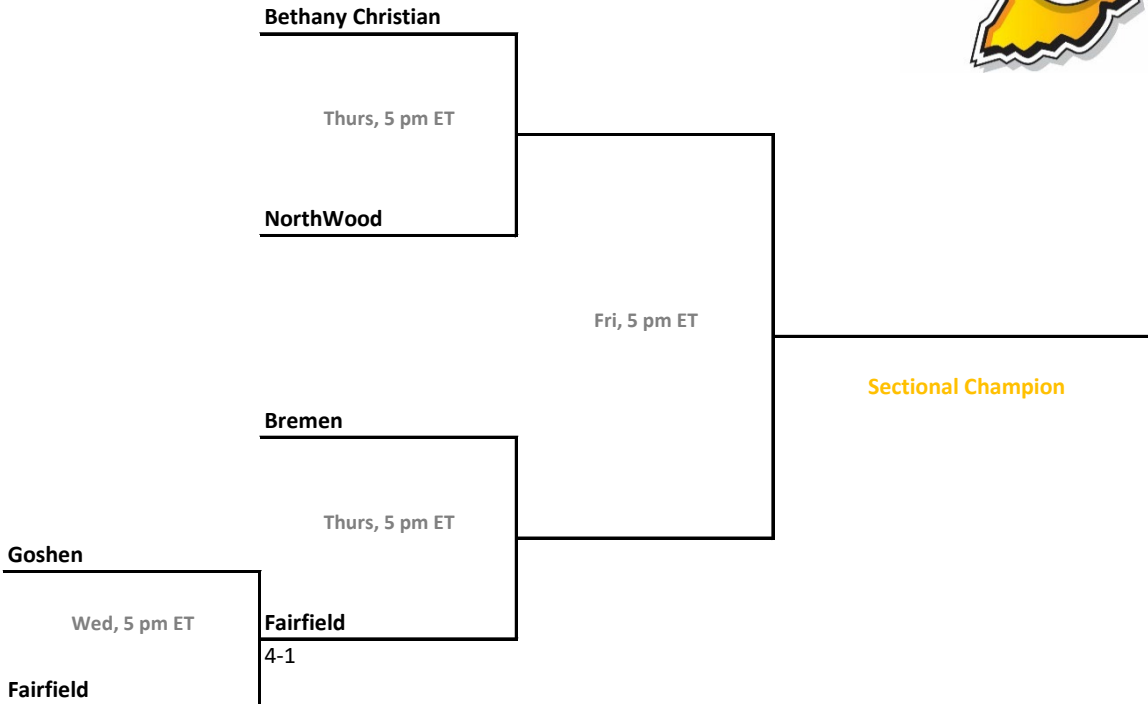 Bethany Christian
Thurs, 5 pm ET
NorthWood
Fri, 5 pm ET
Sectional Champion
Bremen
Thurs, 5 pm ET
Goshen
Wed, 5 pm ET
Fairfield
4-1
Fairfield